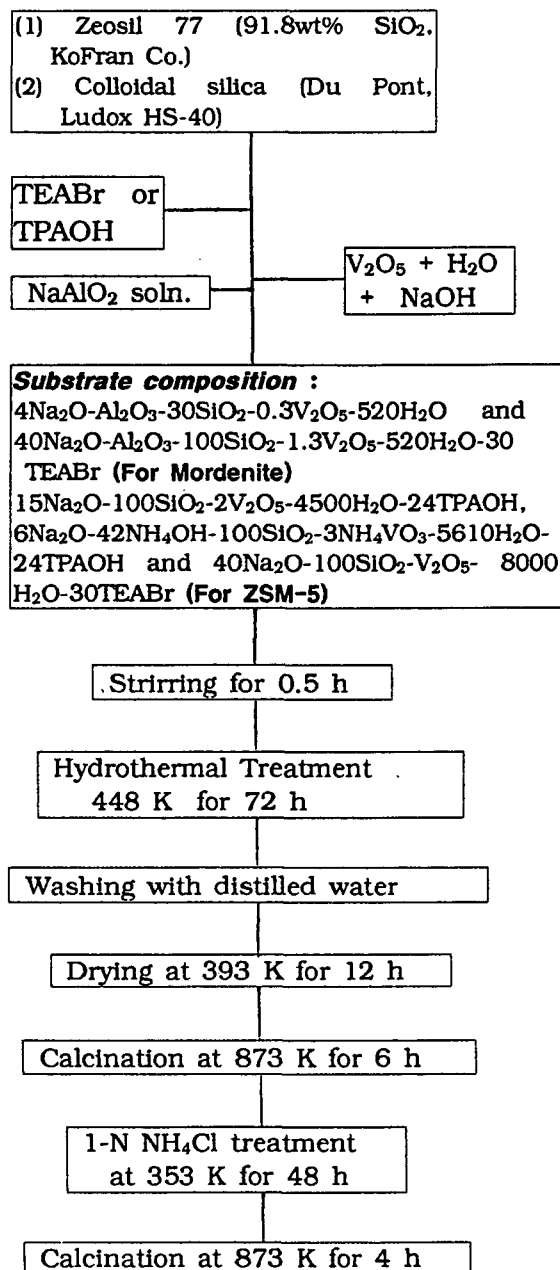 (1) Zeosil 77 (91.8wt% SiO₂,
KoFran Co.)
(2) Colloidal silica (Du Pont,
Ludox HS-40)
TEABr or
TPAOH
NaAlO₂ soln.
V₂O₅ + H₂O
+ NaOH
Substrate composition :
4Na₂O-Al₂O₃-30SiO₂-0.3V₂O₅-520H₂O and
40Na₂O-Al₂O₃-100SiO₂-1.3V₂O₅-520H₂O-30
TEABr (For Mordenite)
15Na₂O-100SiO₂-2V₂O₅-4500H₂O-24TPAOH,
6Na₂O-42NH₄OH-100SiO₂-3NH₄VO₃-5610H₂O-
24TPAOH and 40Na₂O-100SiO₂-V₂O₅- 8000
H₂O-30TEABr (For ZSM-5)
Strirring for 0.5 h
Hydrothermal Treatment
448 K for 72 h
Washing with distilled water
Drying at 393 K for 12 h
Calcination at 873 K for 6 h
1-N NH₄Cl treatment
at 353 K for 48 h
Calcination at 873 K for 4 h